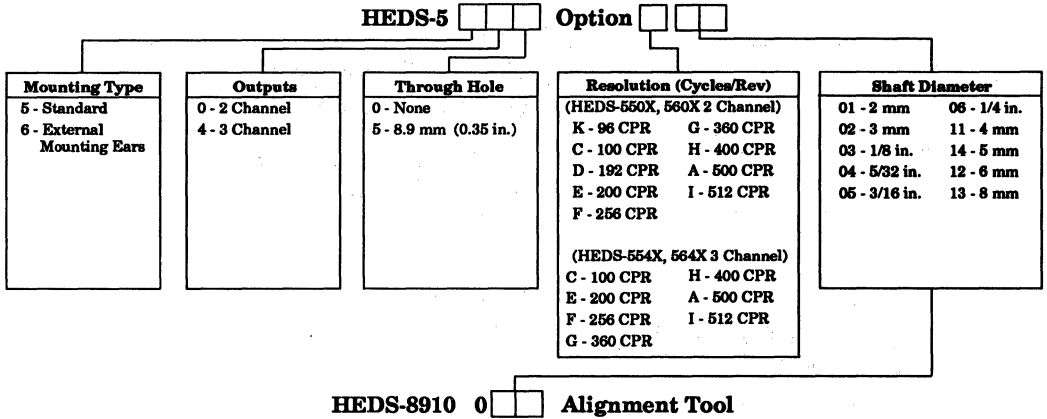 HEDS-5 Option
Mounting Type
5 - Standard
6 - External
Mounting Ears
Outputs
0 - 2 Channel
4 - 3 Channel
Through Hole
0 - None
5 - 8.9 mm (0.35 in.)
Resolution (Cycles/Rev)
(HEDS-550X, 560X 2 Channel)
K - 96 CPR G - 360 CPR
C - 100 CPR H - 400 CPR
D - 192 CPR A - 500 CPR
E - 200 CPR I - 512 CPR
F - 256 CPR
(HEDS-554X, 564X 3 Channel)
C - 100 CPR H - 400 CPR
E - 200 CPR A - 500 CPR
F - 256 CPR I - 512 CPR
G - 360 CPR
Shaft Diameter
01 - 2 mm 06 - 1/4 in.
02 - 3 mm 11 - 4 mm
03 - 1/8 in. 14 - 5 mm
04 - 5/32 in. 12 - 6 mm
05 - 3/16 in. 13 - 8 mm
HEDS-8910 0 Alignment Tool